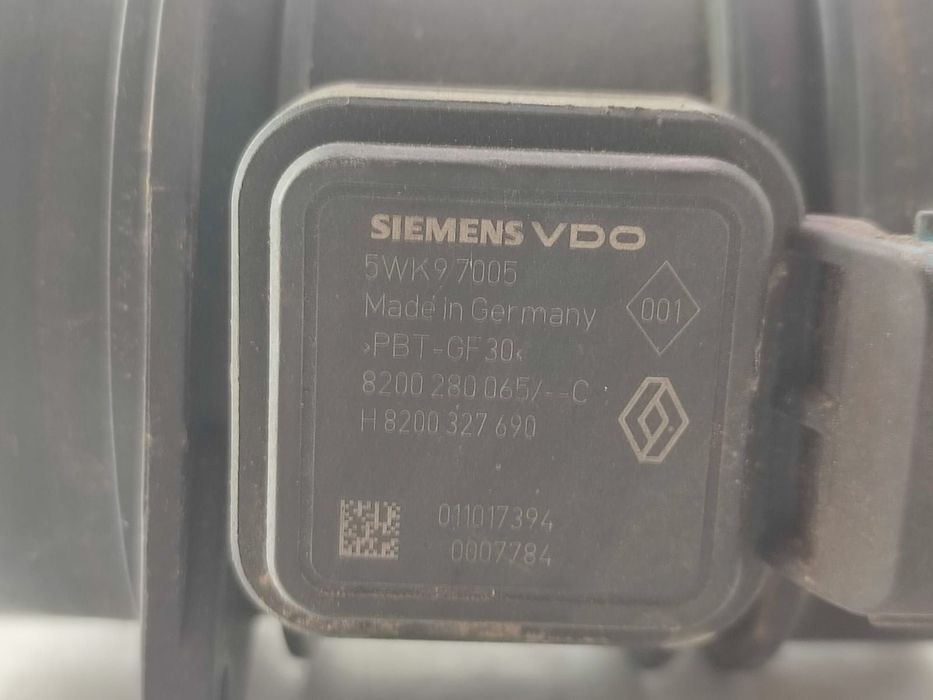 SIEMENS VDO
5WK9 7005
Made in Germany
001
>PBT-GF30<
8200 280 065/--C
H 8200 327 690
011017394
0007784